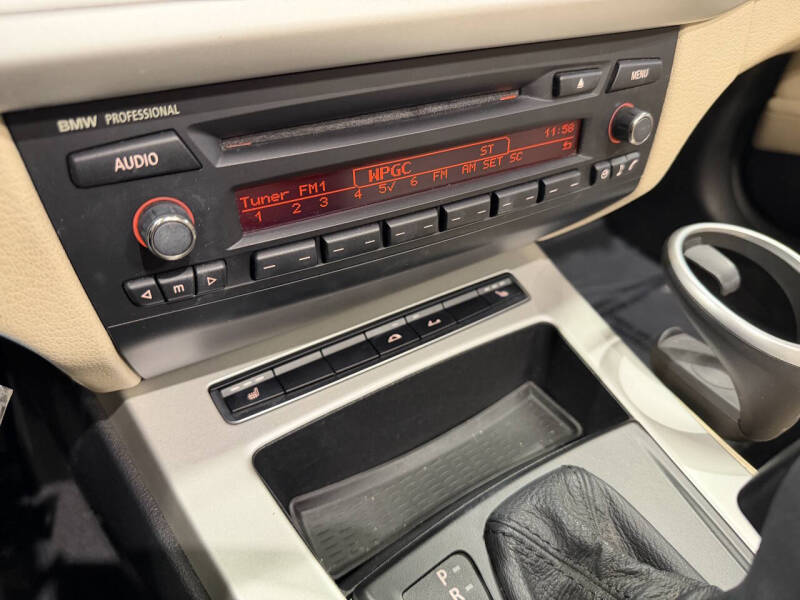 BMW PROFESSIONAL
MENU
AUDIO
Tuner FM1 WPGC ST 11:58
1 2 3 4 5✓ 6 FM AM SET SC
m
P
R